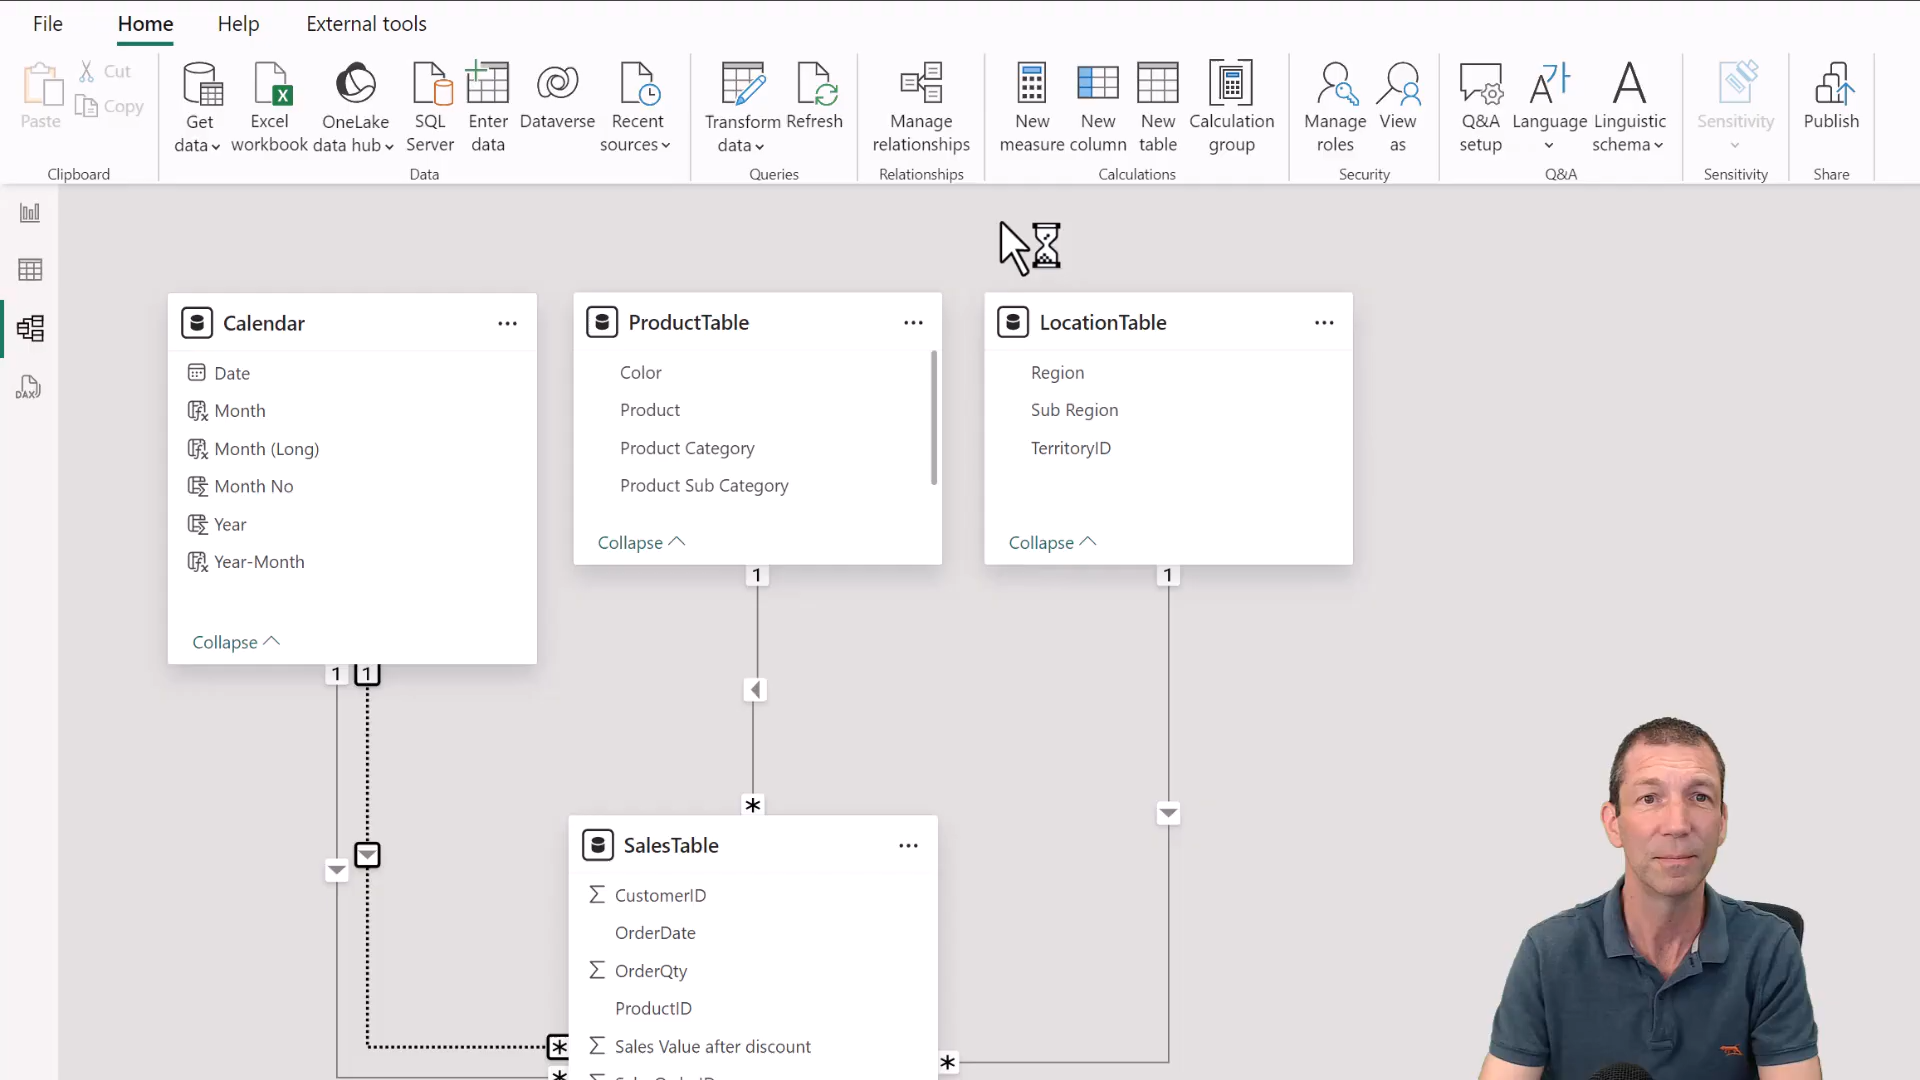 File Home Help External tools
Paste
Cut
Copy
Clipboard
Get data
Excel workbook
OneLake data hub
SQL Server
Enter data
Dataverse
Recent sources
Data
Transform data
Refresh
Queries
Manage relationships
Relationships
New measure
New column
New table
Calculation group
Calculations
Manage roles
View as
Security
Q&A setup
Language
Linguistic schema
Q&A
Sensitivity
Sensitivity
Publish
Share
DAX
Calendar
Date
Month
Month (Long)
Month No
Year
Year-Month
Collapse
1 1
ProductTable
Color
Product
Product Category
Product Sub Category
Collapse
1
*
LocationTable
Region
Sub Region
TerritoryID
Collapse
1
SalesTable
CustomerID
OrderDate
OrderQty
ProductID
Sales Value after discount
*
*
*